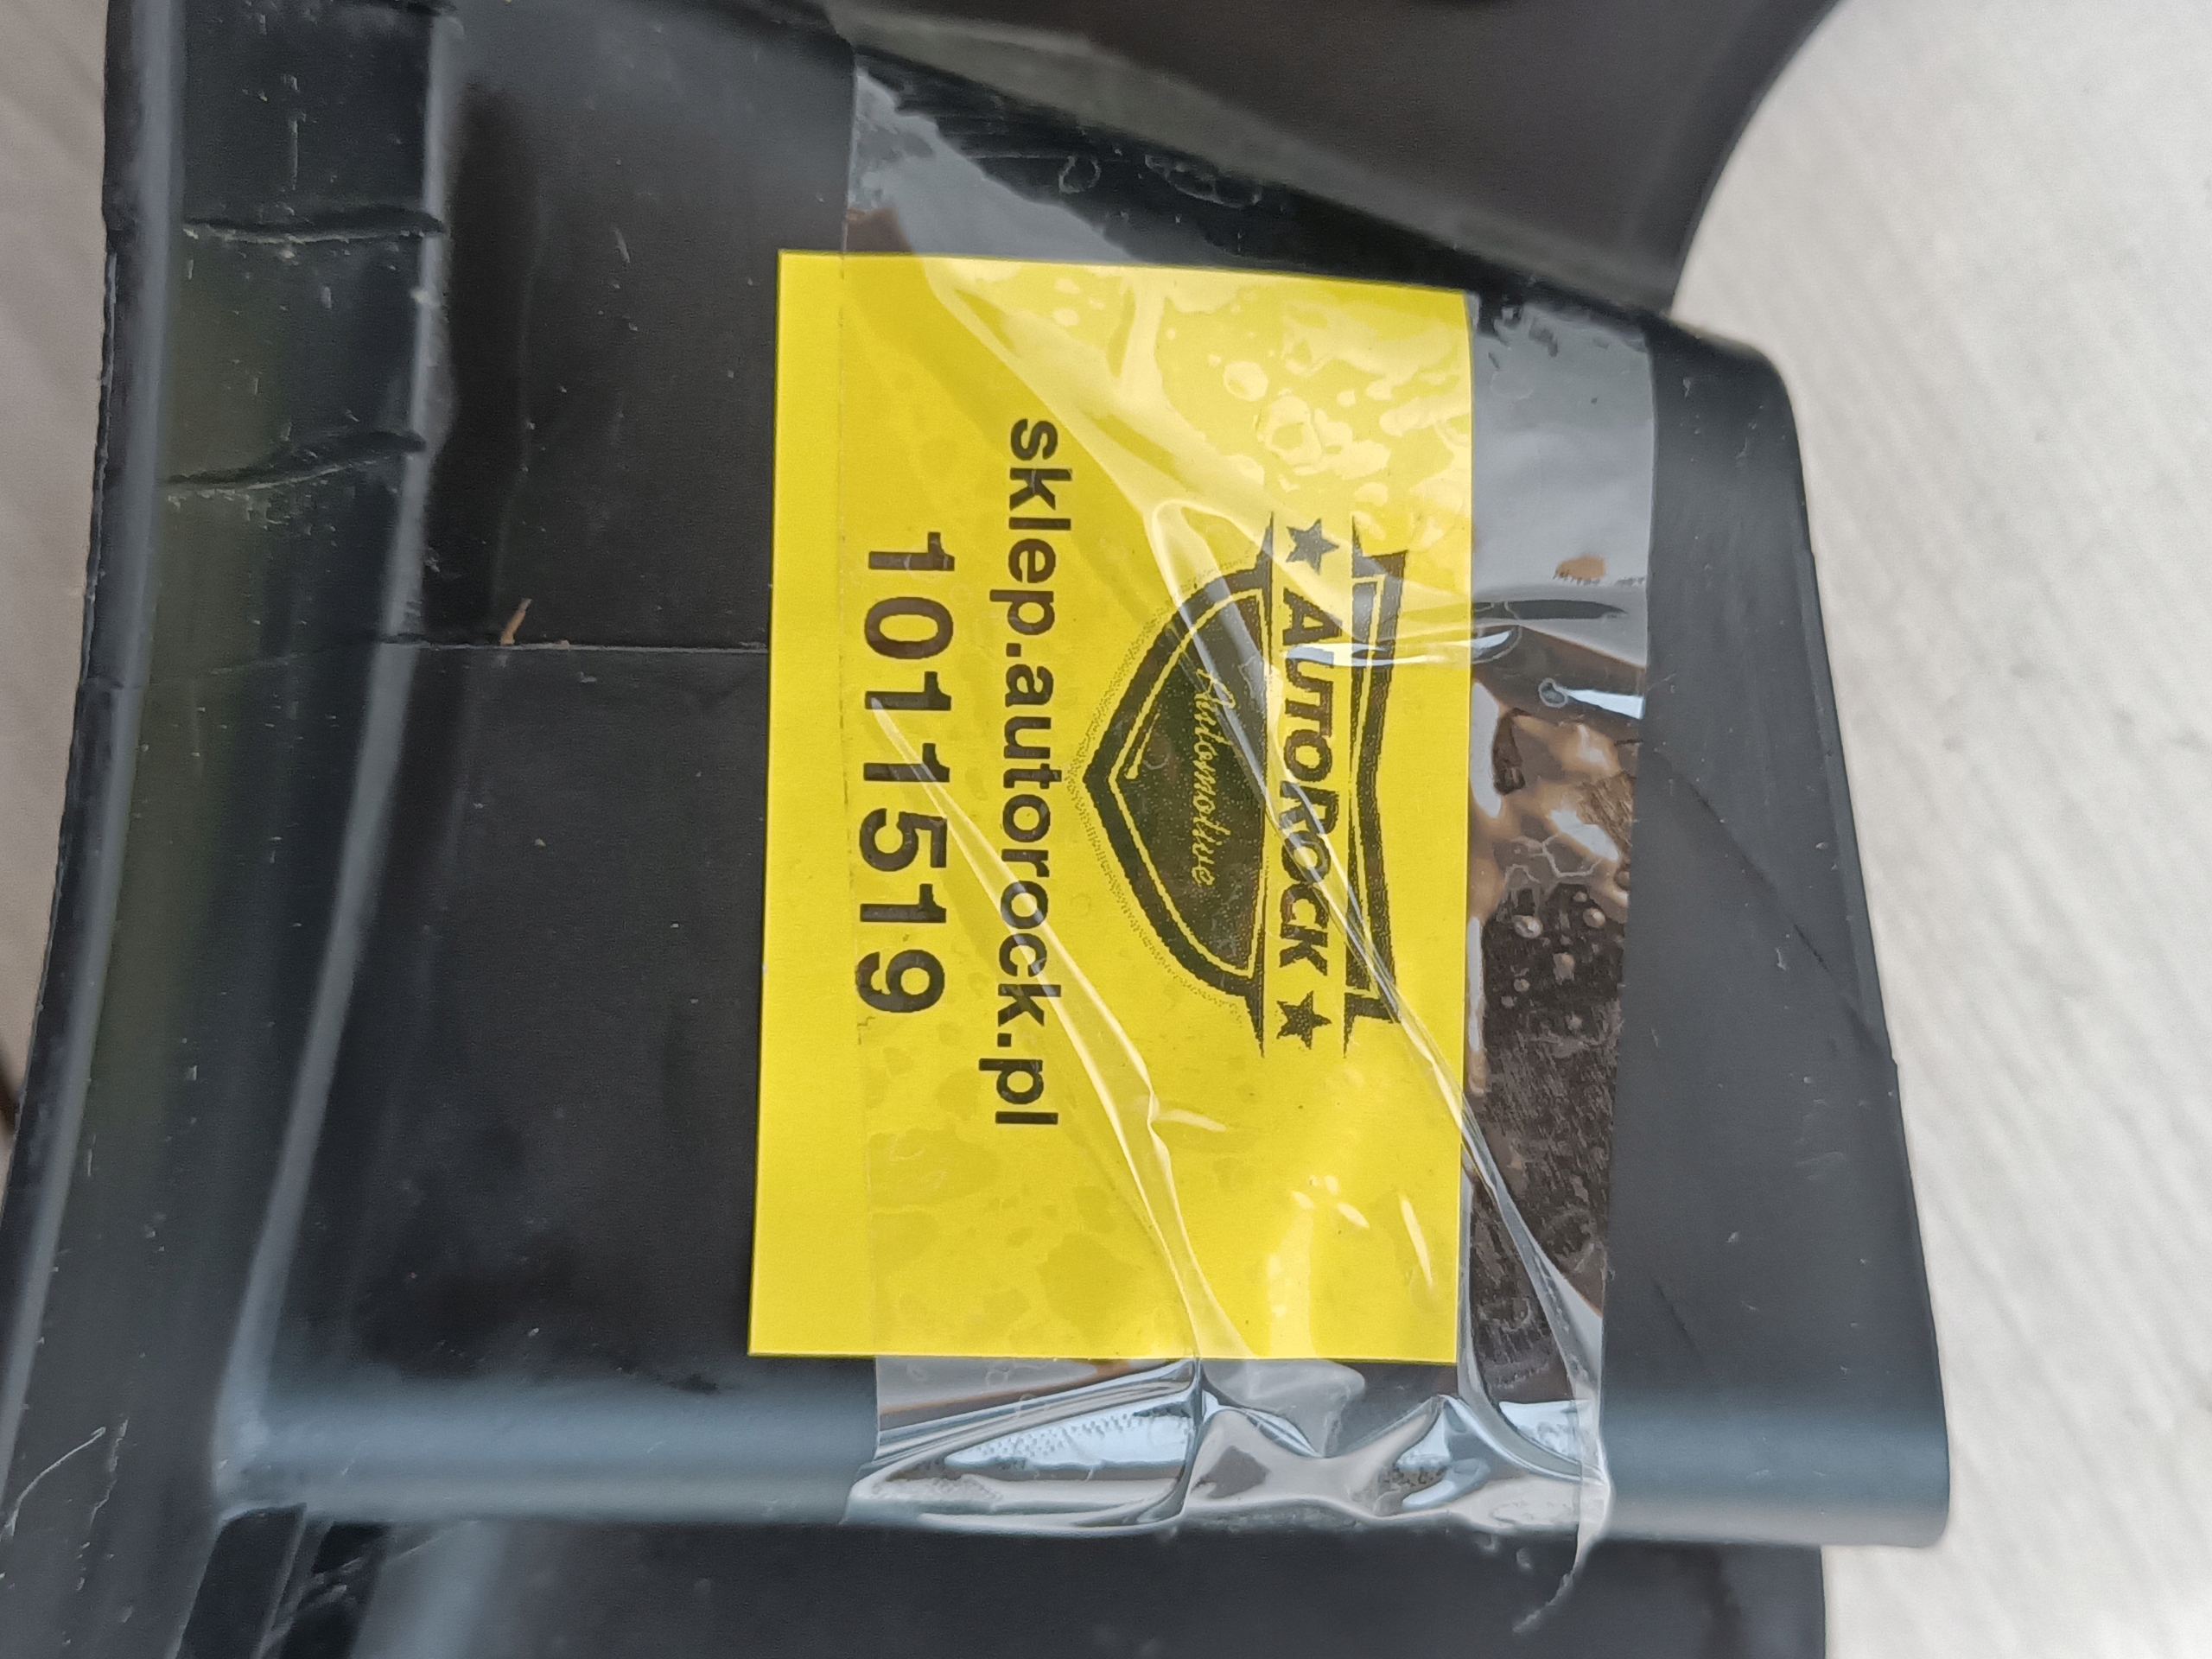 ★ AUTOROCK ★
Automotive
sklep.autorock.pl
1011519